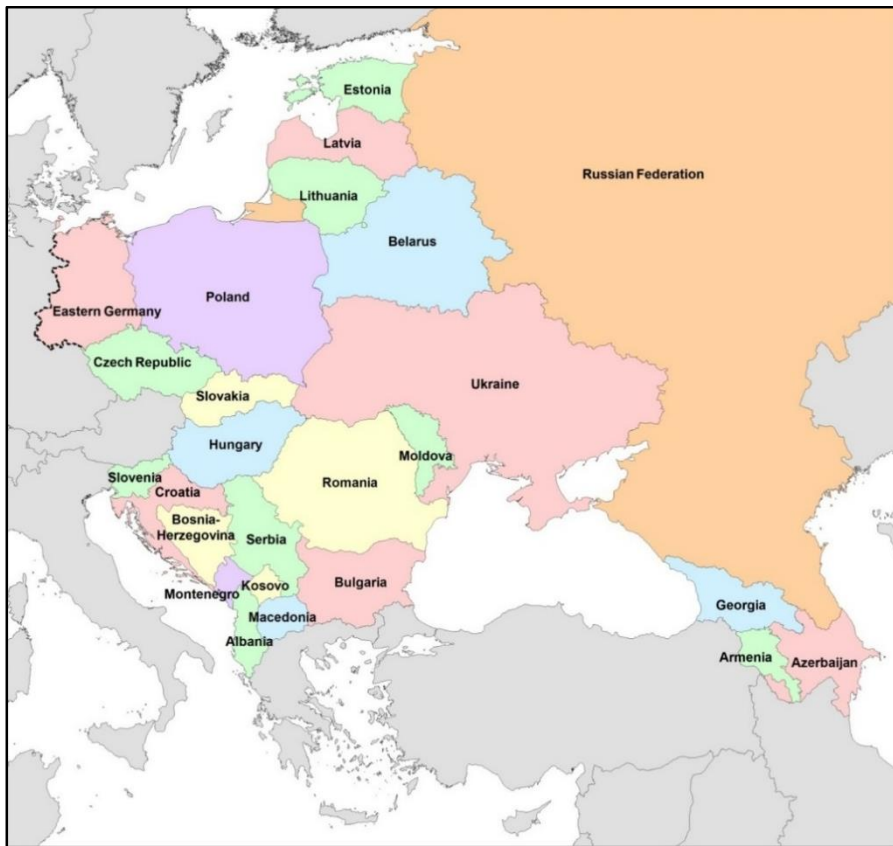 Estonia
Latvia
Russian Federation
Lithuania
Belarus
Poland
Eastern Germany
Czech Republic
Slovakia
Ukraine
Hungary
Moldova
Slovenia
Romania
Croatia
Bosnia-
Herzegovina
Serbia
Bulgaria
Kosovo
Montenegro
Georgia
Macedonia
Albania
Armenia
Azerbaijan